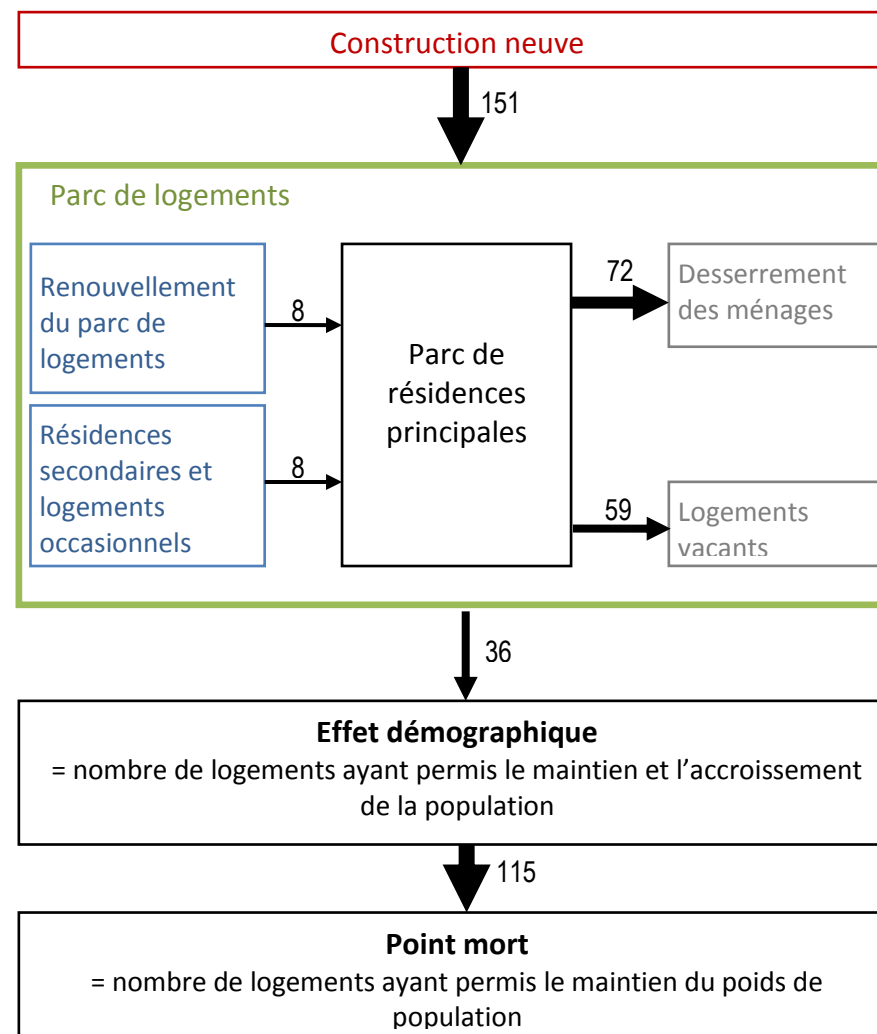 Construction neuve
151
Parc de logements
Renouvellement
du parc de
logements
8
Résidences
secondaires et
logements
occasionnels
8
Parc de
résidences
principales
72
Desserrement
des ménages
59
Logements
vacants
36
Effet démographique
= nombre de logements ayant permis le maintien et l'accroissement
de la population
115
Point mort
= nombre de logements ayant permis le maintien du poids de
population